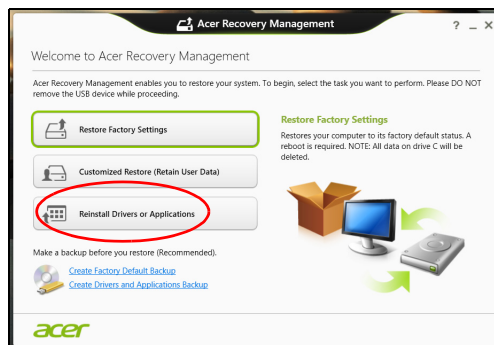 Acer Recovery Management
? _ ×
Welcome to Acer Recovery Management
Acer Recovery Management enables you to restore your system. To begin, select the task you want to perform. Please DO NOT
remove the USB device while proceeding.
Restore Factory Settings
Customized Restore (Retain User Data)
Reinstall Drivers or Applications
Restore Factory Settings
Restores your computer to its factory default status. A
reboot is required. NOTE: All data on drive C will be
deleted.
Make a backup before you restore (Recommended).
Create Factory Default Backup
Create Drivers and Applications Backup
acer